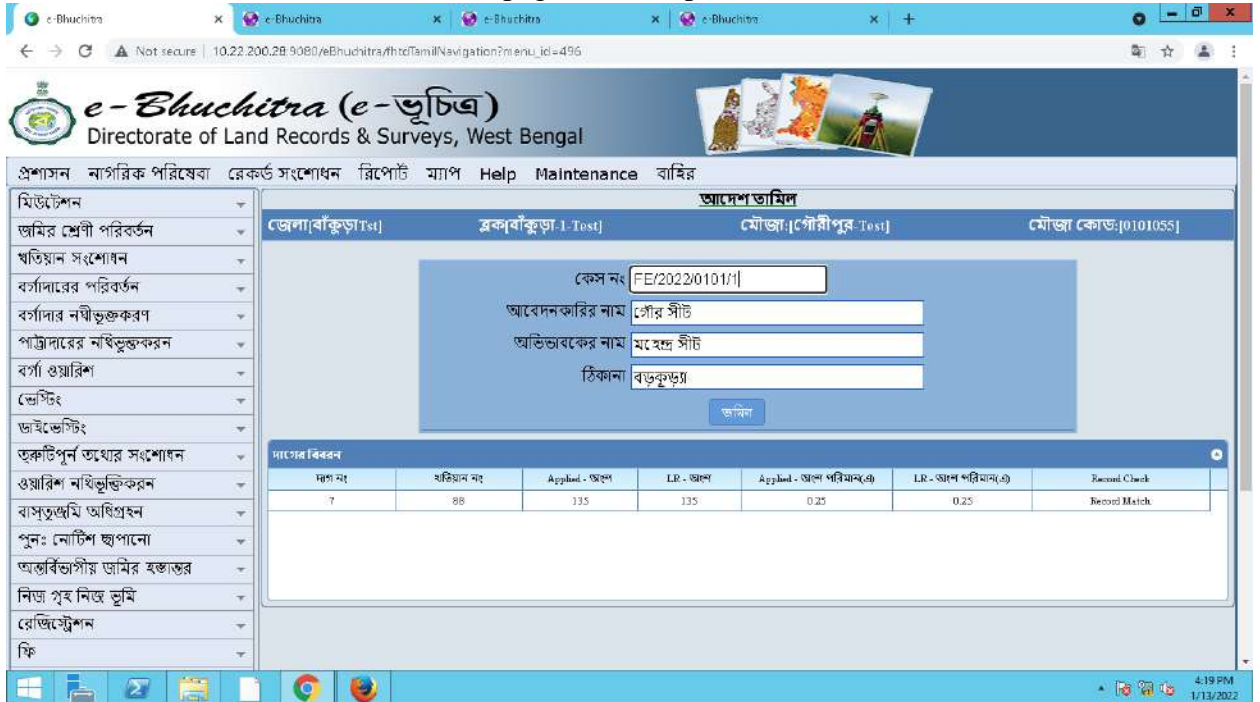 e-Bhuchitra e-Bhuchitra e-Bhuchitra e-Bhuchitra
Not secure | 10.22.200.28:9080/eBhuchitra/fhtdTamilNavigation?menu_id=496
e-Bhuchitra (e-ভূচিত্র)
Directorate of Land Records & Surveys, West Bengal
প্রশাসন নাগরিক পরিষেবা রেকর্ড সংশোধন রিপোর্ট ম্যাপ Help Maintenance বাহির
মিউটেশন
জমির শ্রেণী পরিবর্তন
খতিয়ান সংশোধন
বর্গাদারের পরিবর্তন
বর্গাদার নথীভূক্তকরণ
পাট্টাদারের নথিভুক্তকরন
বর্গা ওয়ারিশ
ভেস্টিং
ডাইভেস্টিং
ত্রুটিপূর্ন তথ্যের সংশোধন
ওয়ারিশ নথিভূক্তিকরন
বাস্তুজমি অধিগ্রহন
পুনঃ নোটিশ ছাপানো
অন্তর্বিভাগীয় জমির হস্তান্তর
নিজ গৃহ নিজ ভূমি
রেজিস্ট্রেশন
ফি
আদেশ তামিল
জেলা[বাঁকুড়াTst] ব্লক[বাঁকুড়া-1-Test] মৌজা:[গৌরীপুর-Test] মৌজা কোড:[0101055]
কেস নং FE/2022/0101/1
আবেদনকারির নাম গৌর সীট
অভিভাবকের নাম মহেন্দ্র সীট
ঠিকানা বড়কূড়্যা
তামিল
দাগের বিবরন
দাগ নং খতিয়ান নং Applied - অংশ LR - অংশ Applied - অংশ পরিমান(এ) LR - অংশ পরিমান(এ) Record Check
7 88 135 135 0.25 0.25 Record Match
4:19 PM
1/13/2022